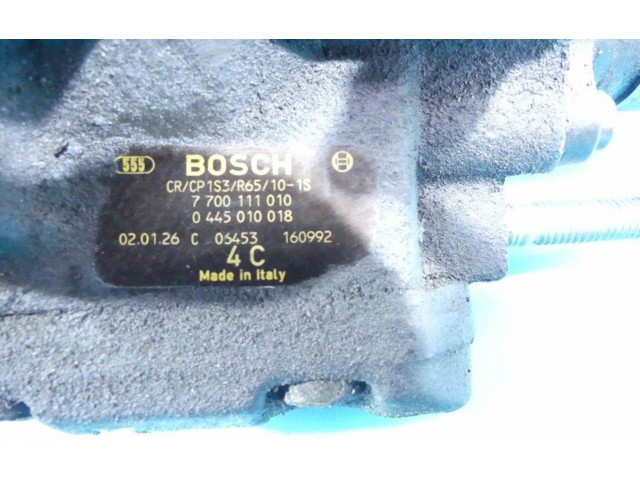 555 BOSCH
CR/CP1S3/R65/10-1S
7 700 111 010
0 445 010 018
02.01.26 C 06453 160992
4 C
Made in Italy